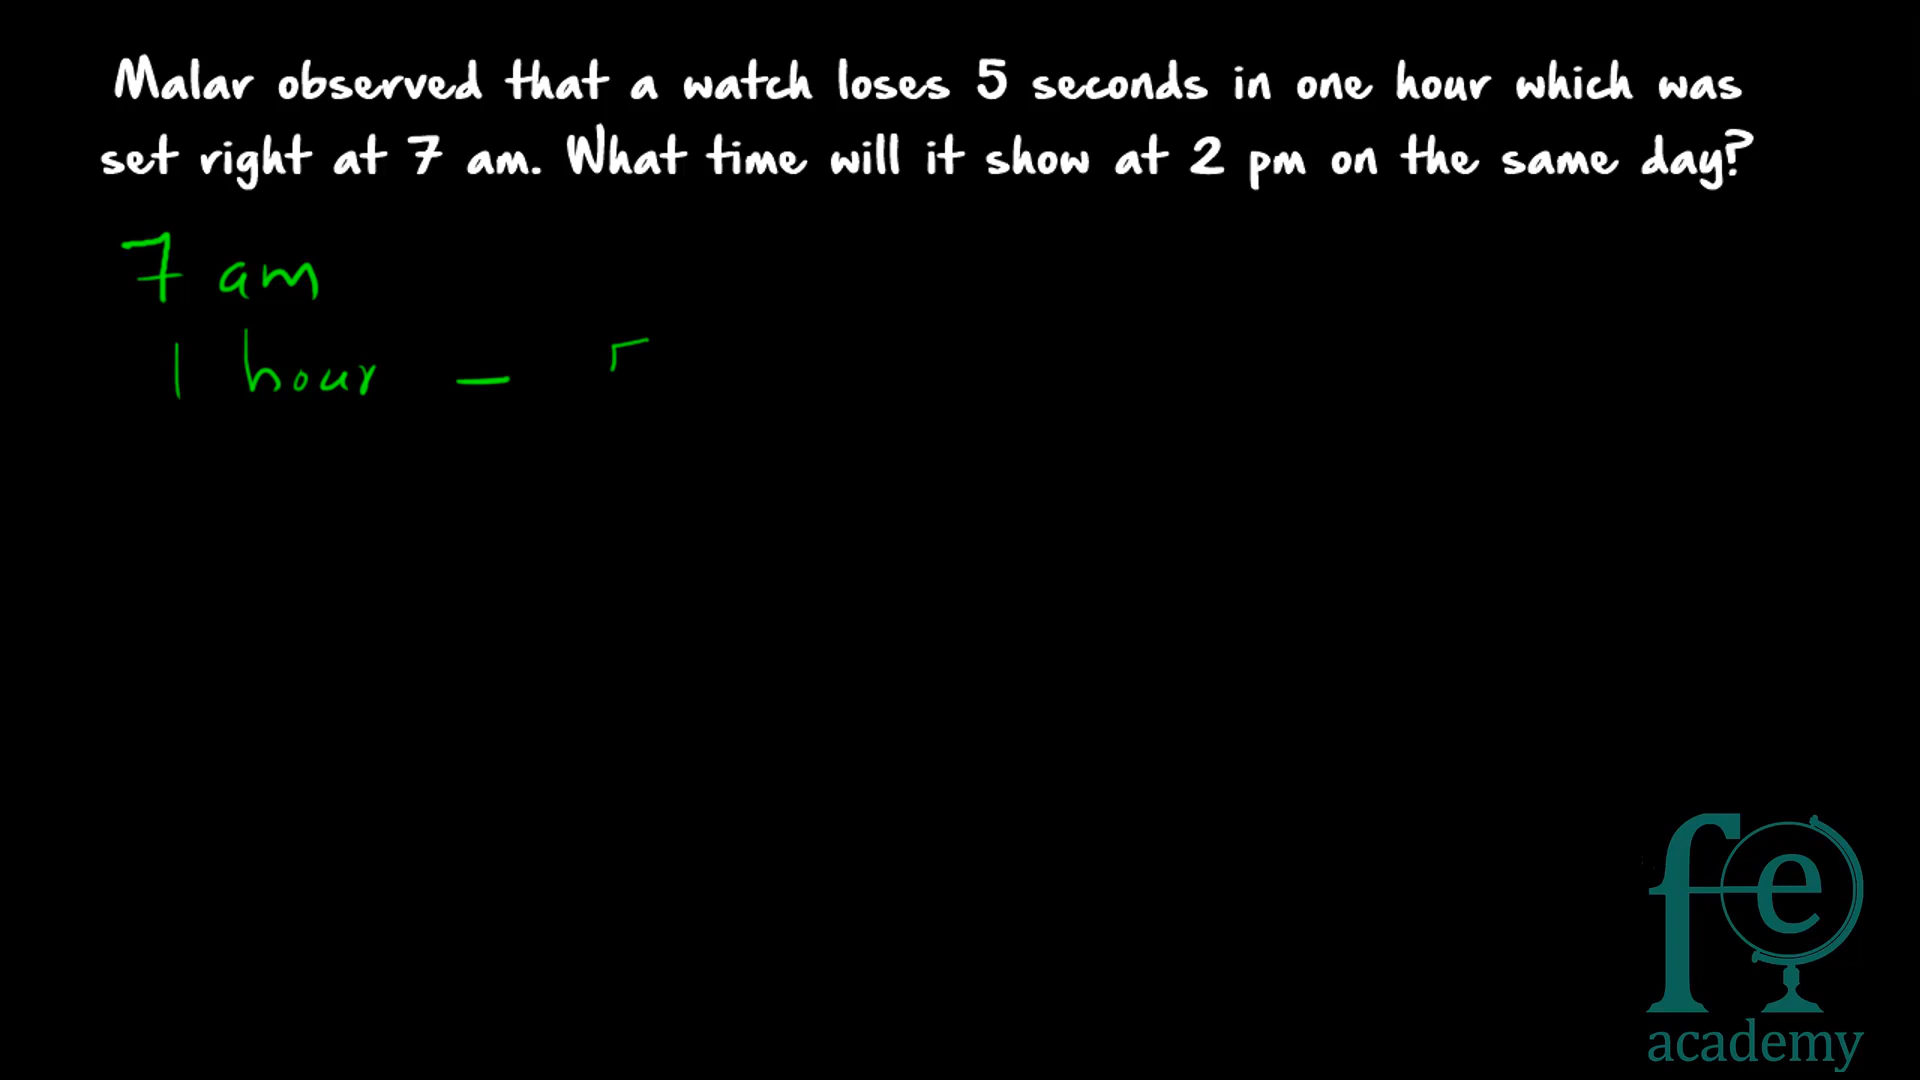 Malar observed that a watch loses 5 seconds in one hour which was
set right at 7 am. What time will it show at 2 pm on the same day?
7 am
1 hour –
fe
academy